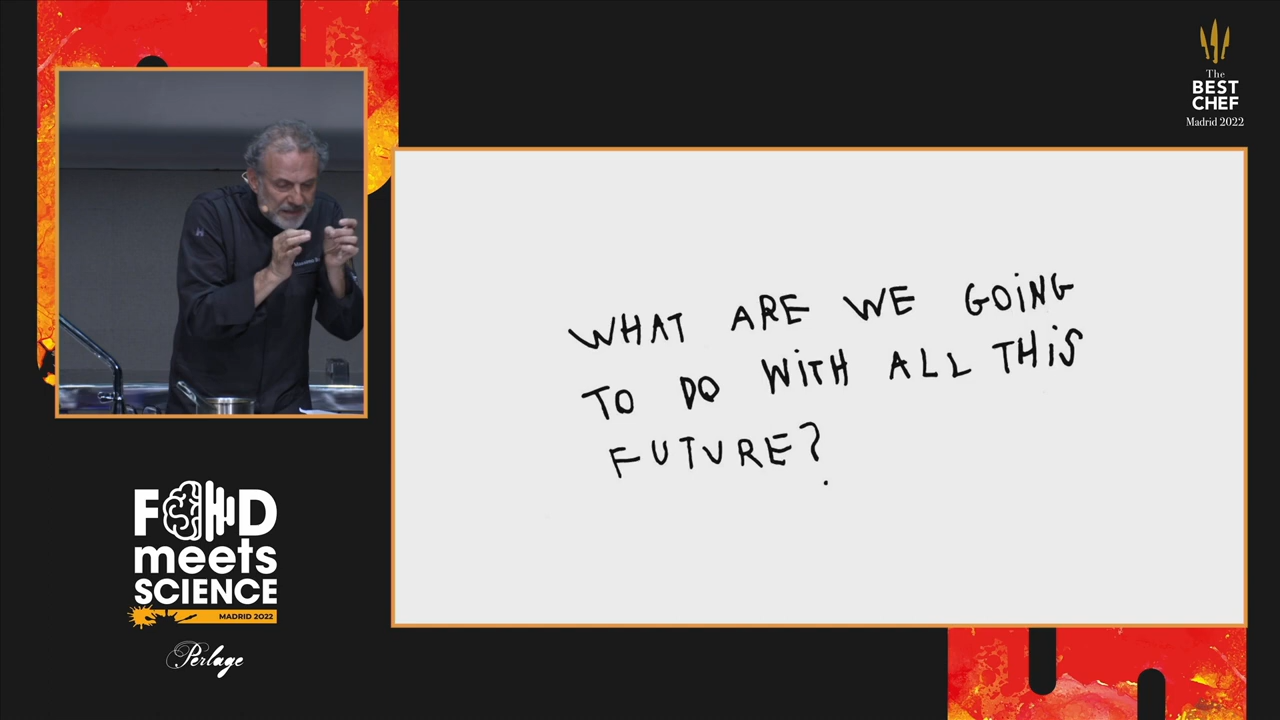 The
BEST
CHEF
Madrid 2022
WHAT ARE WE GOING
TO DO WITH ALL THIS
FUTURE?
FOOD
meets
SCIENCE
MADRID 2022
Perlage